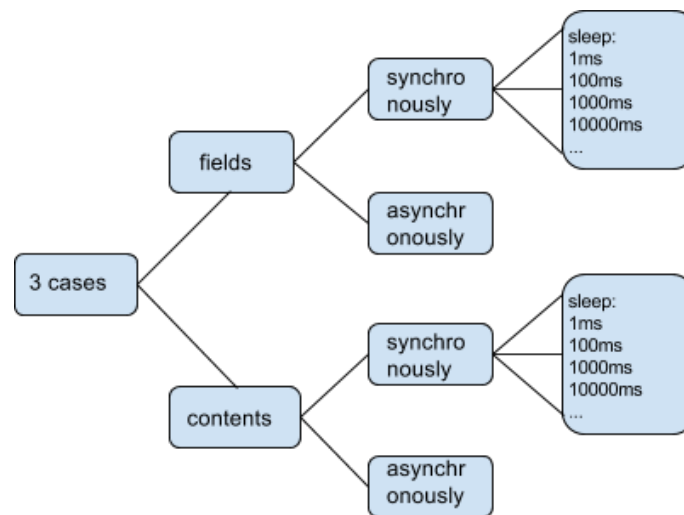 sleep:
1ms
100ms
1000ms
10000ms
...
synchro
nously
fields
asynchr
onously
3 cases
sleep:
1ms
100ms
1000ms
10000ms
...
synchro
nously
contents
asynchr
onously